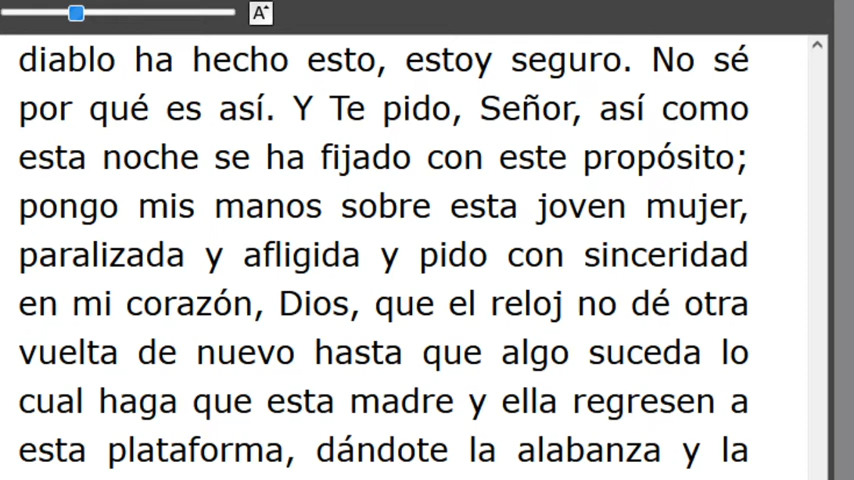 A
diablo ha hecho esto, estoy seguro. No sé
por qué es así. Y Te pido, Señor, así como
esta noche se ha fijado con este propósito;
pongo mis manos sobre esta joven mujer,
paralizada y afligida y pido con sinceridad
en mi corazón, Dios, que el reloj no dé otra
vuelta de nuevo hasta que algo suceda lo
cual haga que esta madre y ella regresen a
esta plataforma, dándote la alabanza y la